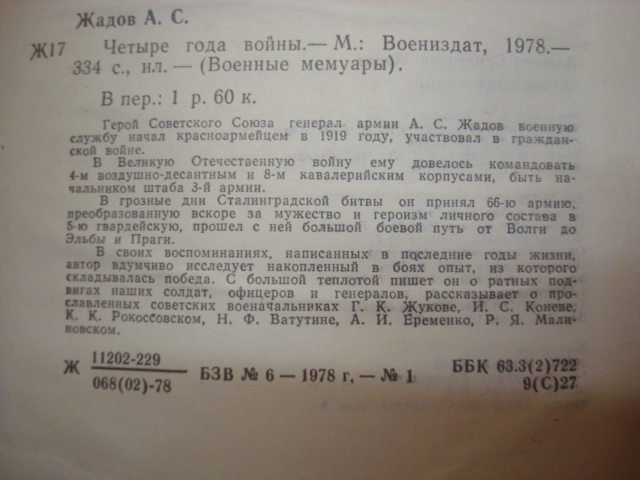 Жадов А. С.
Ж17 Четыре года войны.— М.: Воениздат, 1978.—
334 с., ил. — (Военные мемуары).
В пер.: 1 р. 60 к.
Герой Советского Союза генерал армии А. С. Жадов военную
службу начал красноармейцем в 1919 году, участвовал в граждан-
ской войне.
В Великую Отечественную войну ему довелось командовать
4-м воздушно-десантным и 8-м кавалерийским корпусами, быть на-
чальником штаба 3-й армии.
В грозные дни Сталинградской битвы он принял 66-ю армию,
преобразованную вскоре за мужество и героизм личного состава в
5-ю гвардейскую, прошел с ней большой боевой путь от Волги до
Эльбы и Праги.
В своих воспоминаниях, написанных в последние годы жизни,
автор вдумчиво исследует накопленный в боях опыт, из которого
складывалась победа. С большой теплотой пишет он о ратных под-
вигах наших солдат, офицеров и генералов, рассказывает о про-
славленных советских военачальниках Г. К. Жукове, И. С. Коневе,
К. К. Рокоссовском, Н. Ф. Ватутине, А. И. Еременко, Р. Я. Мали-
новском.
Ж 11202-229 БЗВ № 6 — 1978 г. — № 1 ББК 63.3(2)722
068(02)-78 9(С)27